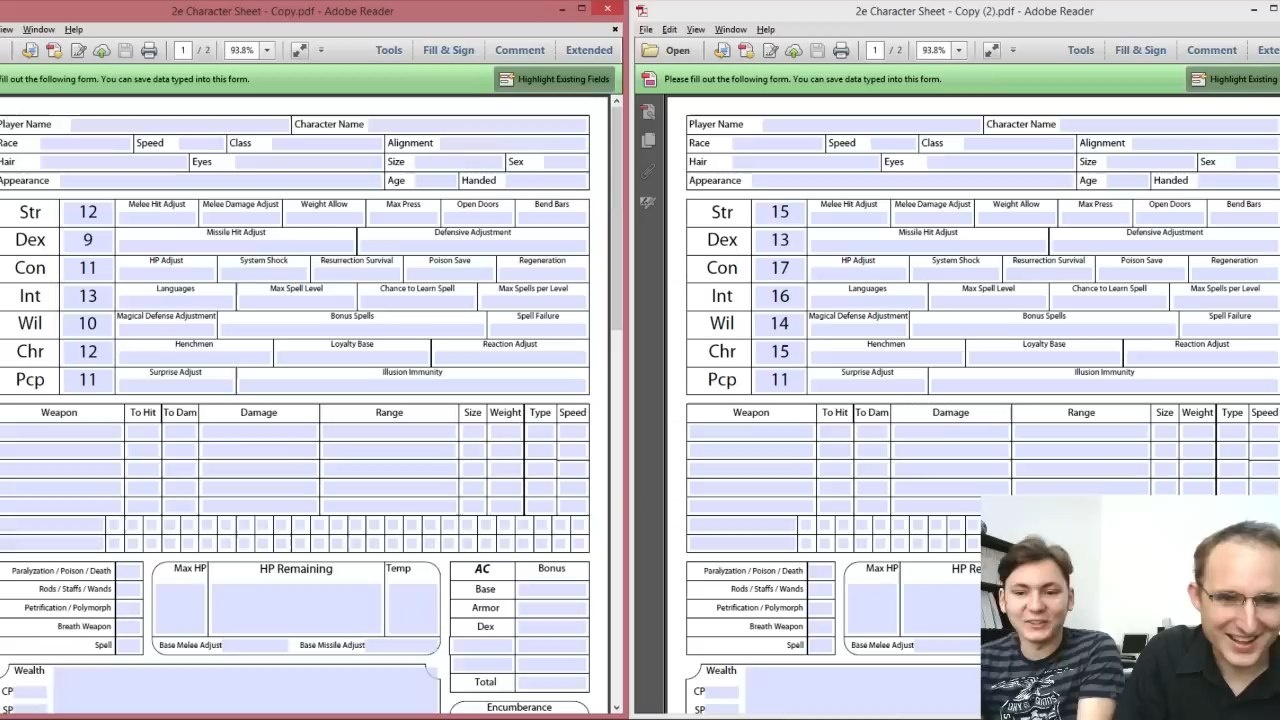 2e Character Sheet - Copy.pdf - Adobe Reader
View Window Help
1 / 2 93.8% Tools Fill & Sign Comment Extended
fill out the following form. You can save data typed into this form. Highlight Existing Fields
Player Name Character Name
Race Speed Class Alignment
Hair Eyes Size Sex
Appearance Age Handed
Str 12 Melee Hit Adjust Melee Damage Adjust Weight Allow Max Press Open Doors Bend Bars
Dex 9 Missile Hit Adjust Defensive Adjustment
Con 11 HP Adjust System Shock Resurrection Survival Poison Save Regeneration
Int 13 Languages Max Spell Level Chance to Learn Spell Max Spells per Level
Wil 10 Magical Defense Adjustment Bonus Spells Spell Failure
Chr 12 Henchmen Loyalty Base Reaction Adjust
Pcp 11 Surprise Adjust Illusion Immunity
Weapon To Hit To Dam Damage Range Size Weight Type Speed
Paralyzation / Poison / Death Max HP HP Remaining Temp AC Bonus
Rods / Staffs / Wands Base
Petrification / Polymorph Armor
Breath Weapon Dex
Spell Base Melee Adjust Base Missile Adjust
Wealth
Total
CP
SP Encumberance
2e Character Sheet - Copy (2).pdf - Adobe Reader
File Edit View Window Help
Open 1 / 2 93.8% Tools Fill & Sign Comment Exte
Please fill out the following form. You can save data typed into this form. Highlight Existing
Player Name Character Name
Race Speed Class Alignment
Hair Eyes Size Sex
Appearance Age Handed
Str 15 Melee Hit Adjust Melee Damage Adjust Weight Allow Max Press Open Doors Bend Bars
Dex 13 Missile Hit Adjust Defensive Adjustment
Con 17 HP Adjust System Shock Resurrection Survival Poison Save Regeneration
Int 16 Languages Max Spell Level Chance to Learn Spell Max Spells per Level
Wil 14 Magical Defense Adjustment Bonus Spells Spell Failure
Chr 15 Henchmen Loyalty Base Reaction Adjust
Pcp 11 Surprise Adjust Illusion Immunity
Weapon To Hit To Dam Damage Range Size Weight Type Speed
Paralyzation / Poison / Death Max HP HP Re
Rods / Staffs / Wands
Petrification / Polymorph
Breath Weapon
Spell Base Melee Adjust
Wealth
CP
SP